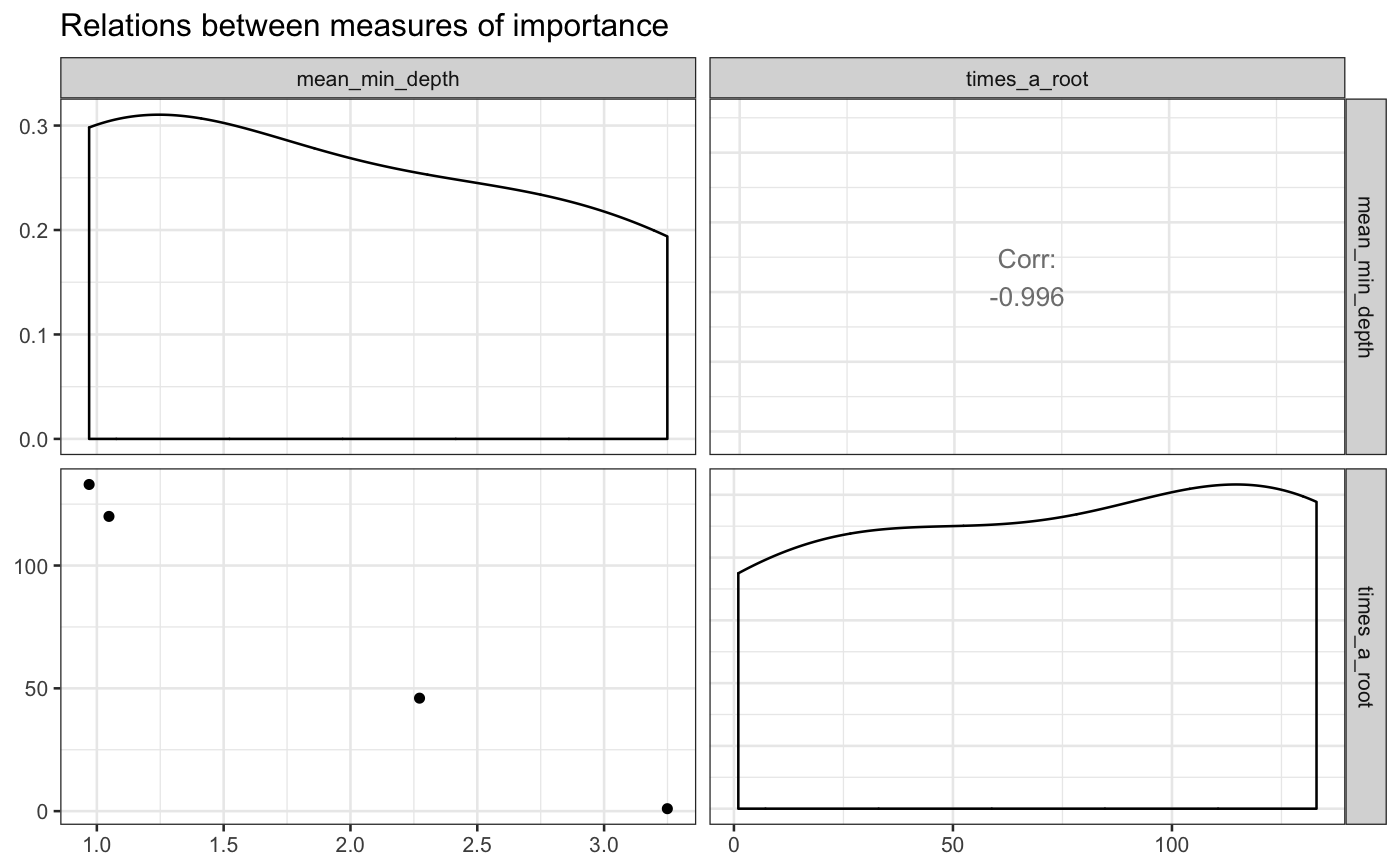 Relations between measures of importance
mean_min_depth
times_a_root
0.3
0.2
0.1
0.0
Corr:
-0.996
mean_min_depth
100
50
0
times_a_root
1.0
1.5
2.0
2.5
3.0
0
50
100